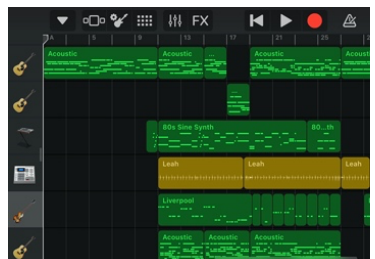 FX
A 5 9 13 17 21 25
Acoustic Acoustic ... Acoustic Acoust
...
80s Sine Synth 80...th
Leah Leah Leah
Liverpool
Acoustic Acoustic Acoustic